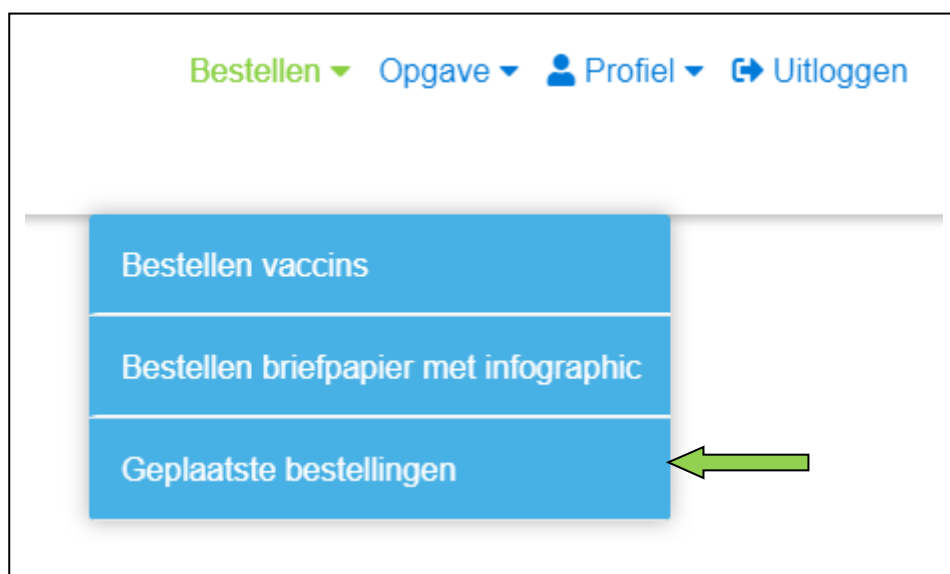 Bestellen Opgave Profiel Uitloggen
Bestellen vaccins
Bestellen briefpapier met infographic
Geplaatste bestellingen